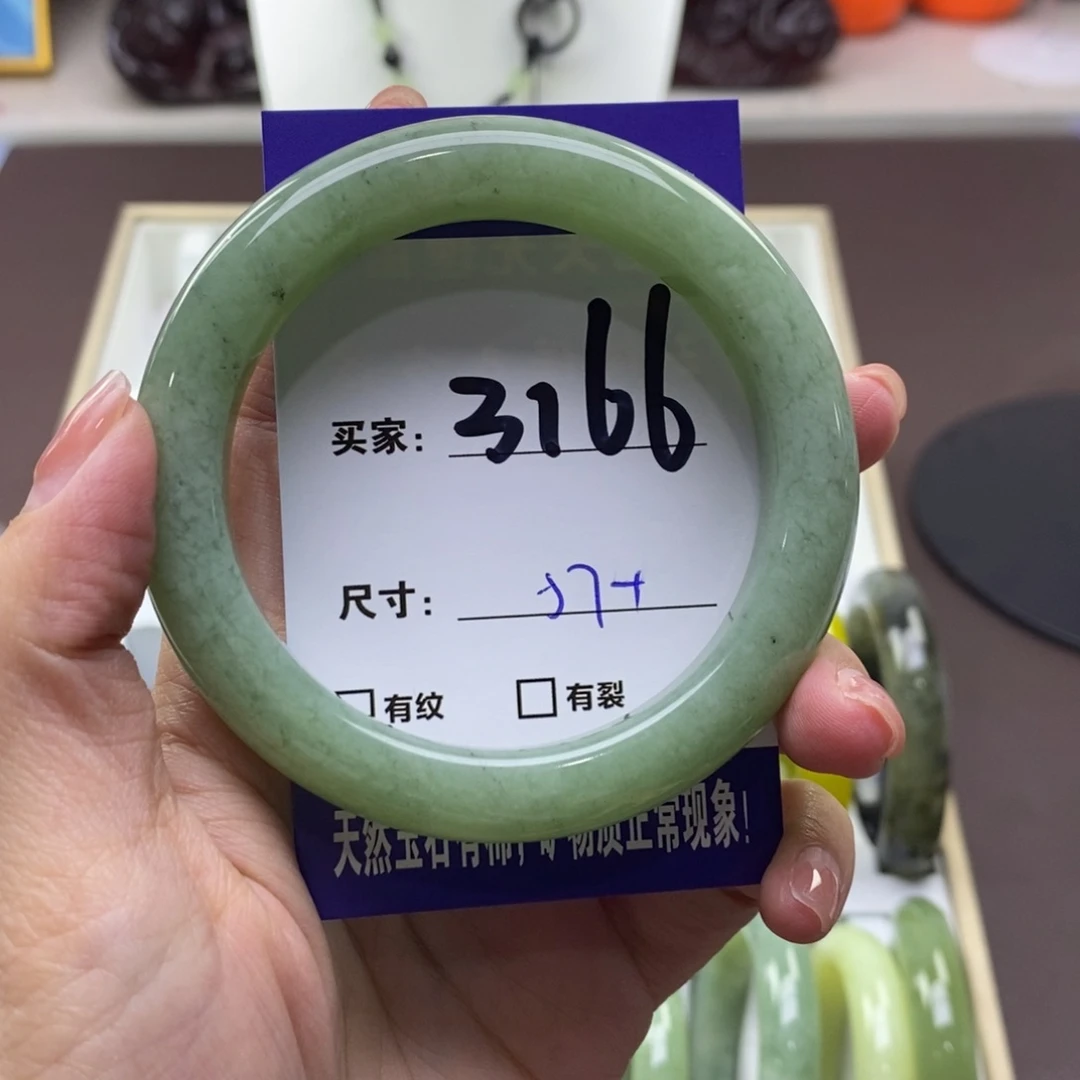 买家: 3166
尺寸: 57+
□有纹 □有裂
天然玉石有棉,矿物质正常现象!